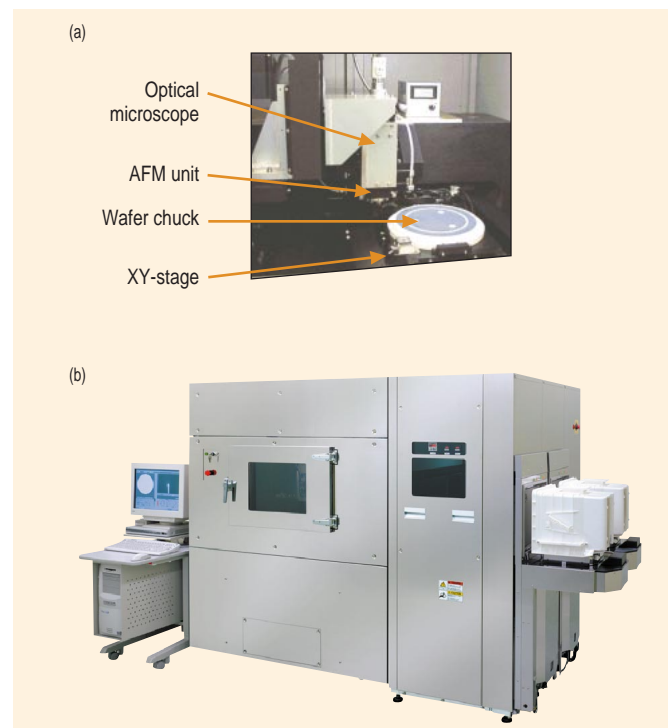 (a)
Optical
microscope
AFM unit
Wafer chuck
XY-stage
(b)